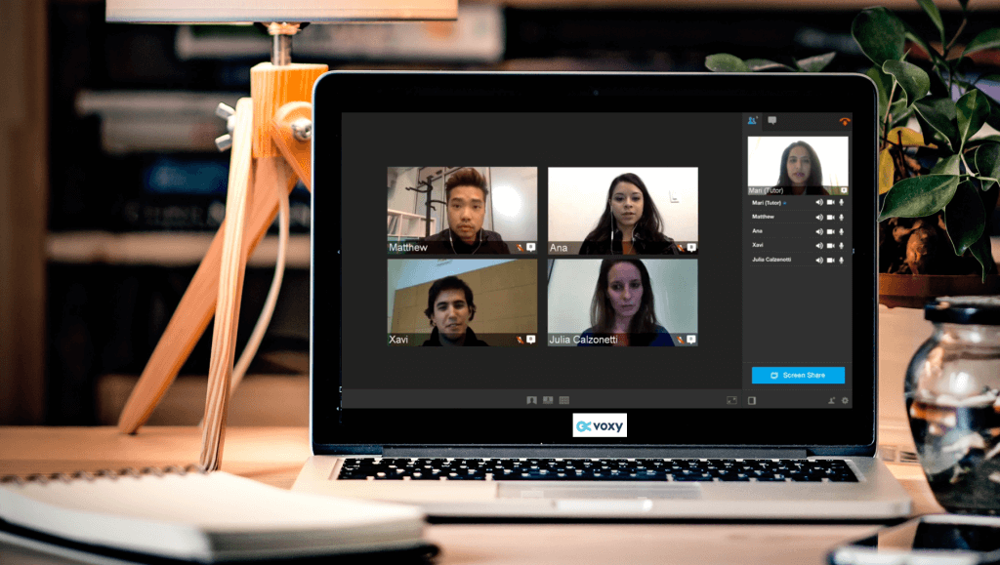 Matthew
Ana
Xavi
Julia Calzonetti
Mari (Tutor)
Mari (Tutor)
Matthew
Ana
Xavi
Julia Calzonetti
Screen Share
voxy